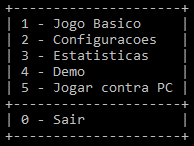 1 - Jogo Basico
2 - Configuracoes
3 - Estatisticas
4 - Demo
5 - Jogar contra PC
0 - Sair